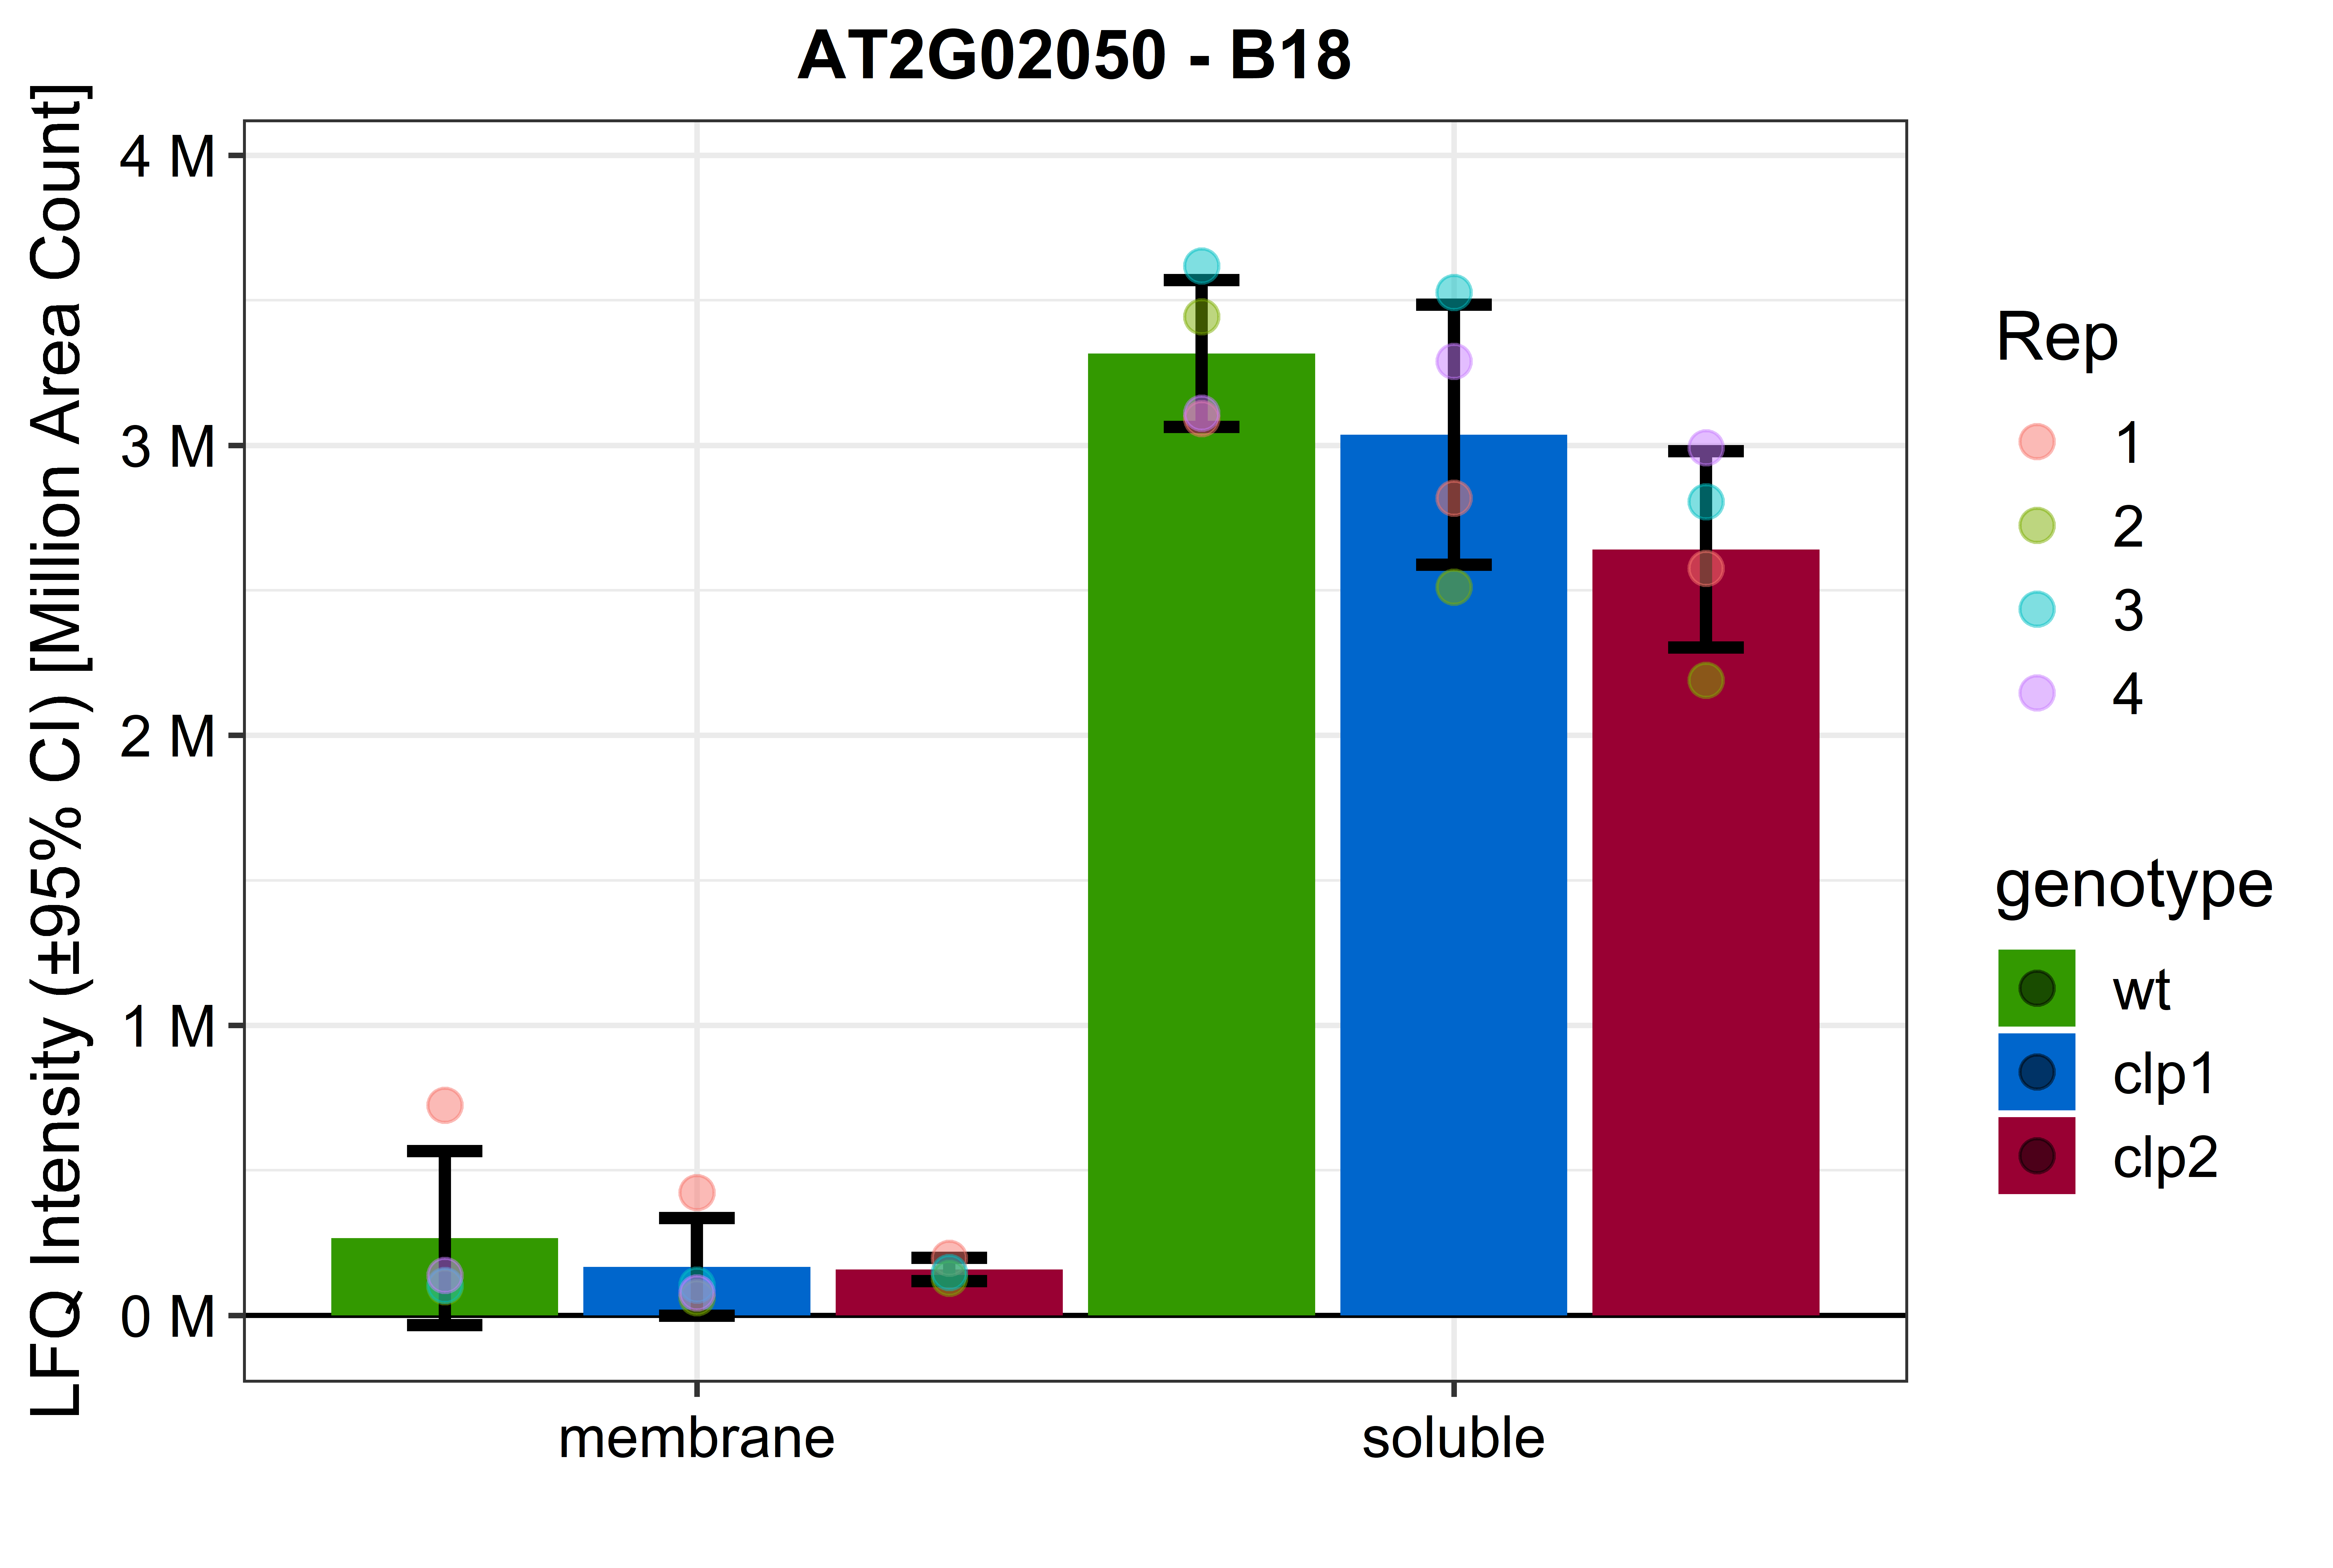 AT2G02050 - B18
LFQ Intensity (±95% CI) [Million Area Count]
4 M
3 M
2 M
1 M
0 M
membrane
soluble
Rep
1
2
3
4
genotype
wt
clp1
clp2